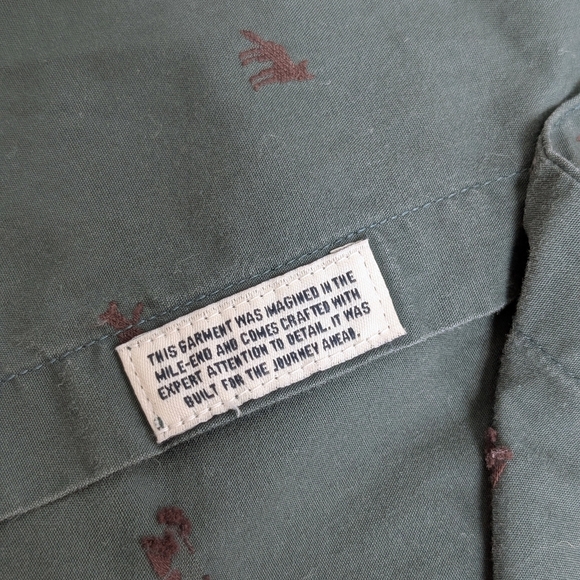 THIS GARMENT WAS IMAGINED IN THE
MILE-END AND COMES CRAFTED WITH
EXPERT ATTENTION TO DETAIL. IT WAS
BUILT FOR THE JOURNEY AHEAD.